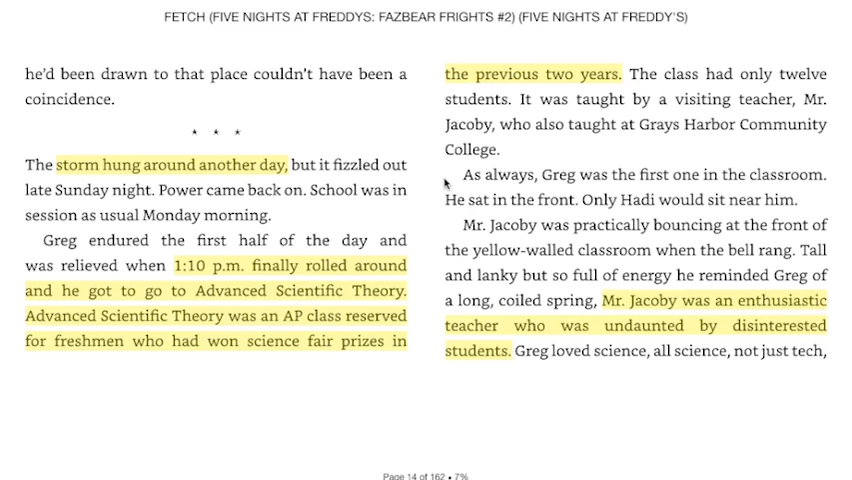 FETCH (FIVE NIGHTS AT FREDDYS: FAZBEAR FRIGHTS #2) (FIVE NIGHTS AT FREDDY'S)
he'd been drawn to that place couldn't have been a
coincidence.
* * *
The storm hung around another day, but it fizzled out
late Sunday night. Power came back on. School was in
session as usual Monday morning.
Greg endured the first half of the day and
was relieved when 1:10 p.m. finally rolled around
and he got to go to Advanced Scientific Theory.
Advanced Scientific Theory was an AP class reserved
for freshmen who had won science fair prizes in
the previous two years. The class had only twelve
students. It was taught by a visiting teacher, Mr.
Jacoby, who also taught at Grays Harbor Community
College.
As always, Greg was the first one in the classroom.
He sat in the front. Only Hadi would sit near him.
Mr. Jacoby was practically bouncing at the front of
the yellow-walled classroom when the bell rang. Tall
and lanky but so full of energy he reminded Greg of
a long, coiled spring, Mr. Jacoby was an enthusiastic
teacher who was undaunted by disinterested
students. Greg loved science, all science, not just tech,
Page 14 of 162 • 7%